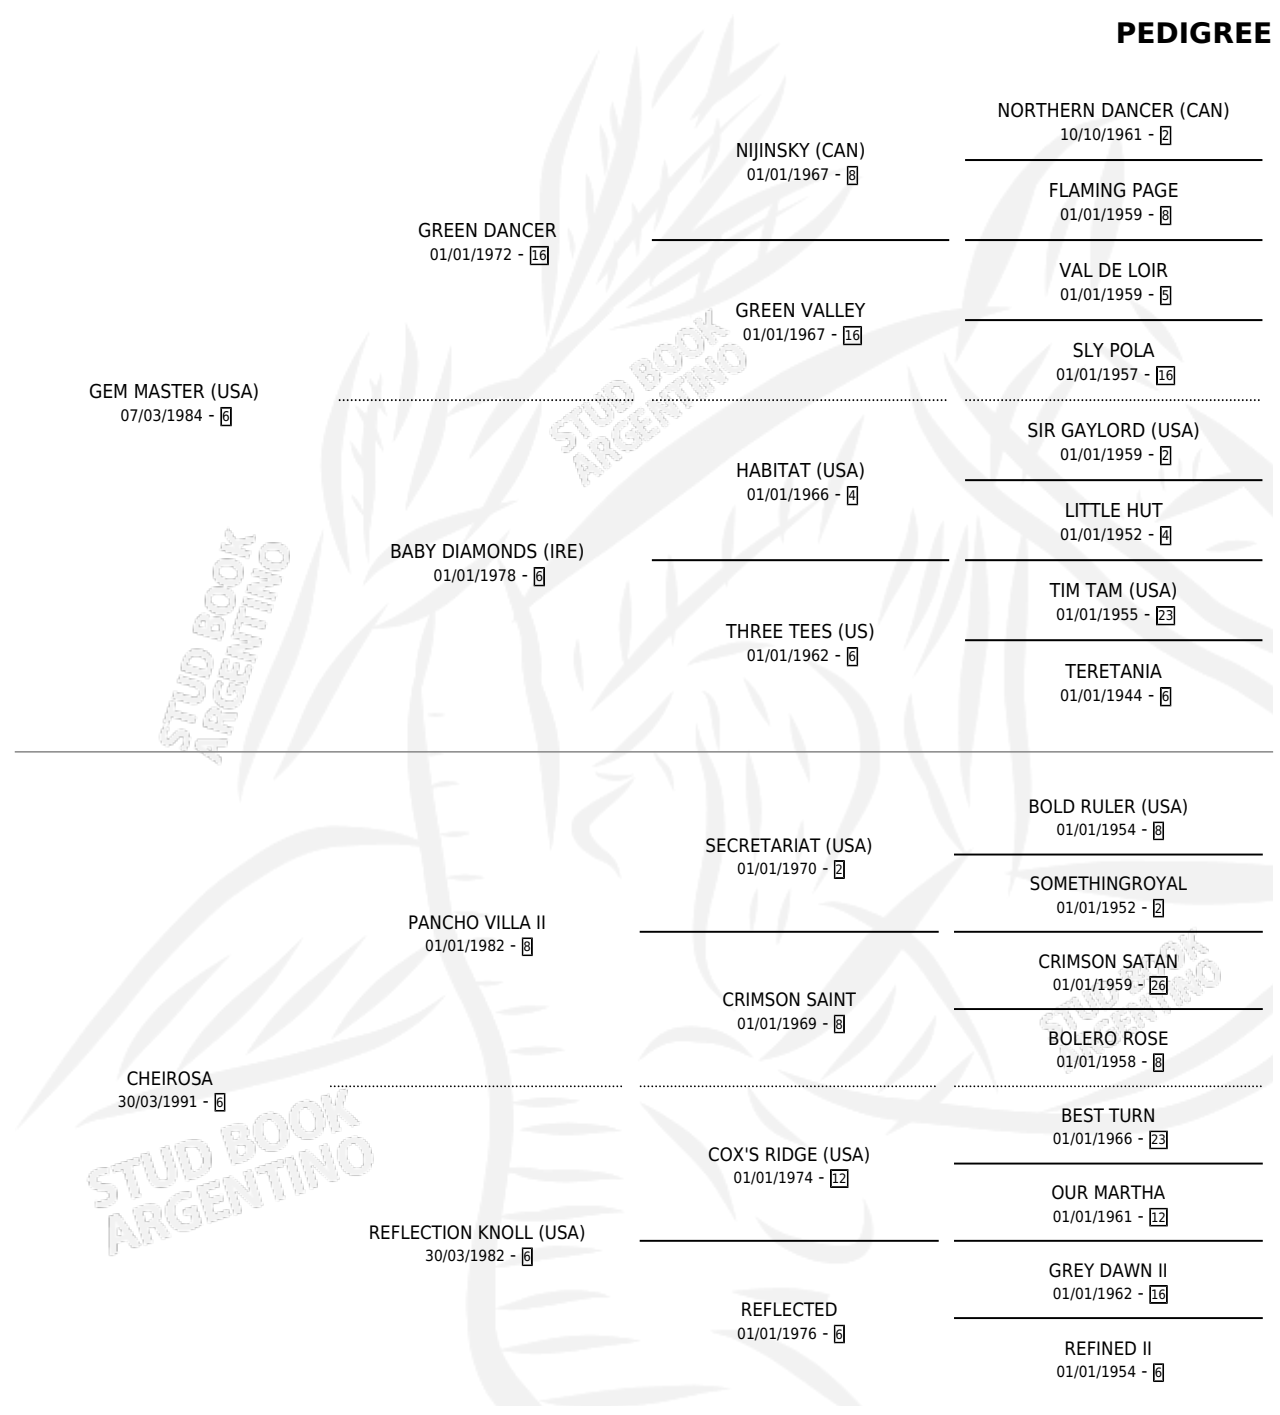 PEDIGREE
NORTHERN DANCER (CAN)
10/10/1961 - 2
NIJINSKY (CAN)
01/01/1967 - 8
FLAMING PAGE
01/01/1959 - 8
GREEN DANCER
01/01/1972 - 16
VAL DE LOIR
01/01/1959 - 5
GREEN VALLEY
01/01/1967 - 16
SLY POLA
01/01/1957 - 16
GEM MASTER (USA)
07/03/1984 - 6
STUD BOOK
ARGENTINO
SIR GAYLORD (USA)
01/01/1959 - 2
HABITAT (USA)
01/01/1966 - 4
LITTLE HUT
01/01/1952 - 4
BABY DIAMONDS (IRE)
01/01/1978 - 6
TIM TAM (USA)
01/01/1955 - 23
THREE TEES (US)
01/01/1962 - 6
TERETANIA
01/01/1944 - 6
STUD BOOK
ARGENTINO
BOLD RULER (USA)
01/01/1954 - 8
SECRETARIAT (USA)
01/01/1970 - 2
SOMETHINGROYAL
01/01/1952 - 2
PANCHO VILLA II
01/01/1982 - 8
CRIMSON SATAN
01/01/1959 - 26
CRIMSON SAINT
01/01/1969 - 8
STUD BOOK
ARGENTINO
BOLERO ROSE
01/01/1958 - 8
CHEIROSA
30/03/1991 - 6
BEST TURN
01/01/1966 - 23
COX'S RIDGE (USA)
01/01/1974 - 12
OUR MARTHA
01/01/1961 - 12
STUD BOOK
ARGENTINO
REFLECTION KNOLL (USA)
30/03/1982 - 6
GREY DAWN II
01/01/1962 - 16
REFLECTED
01/01/1976 - 6
REFINED II
01/01/1954 - 6